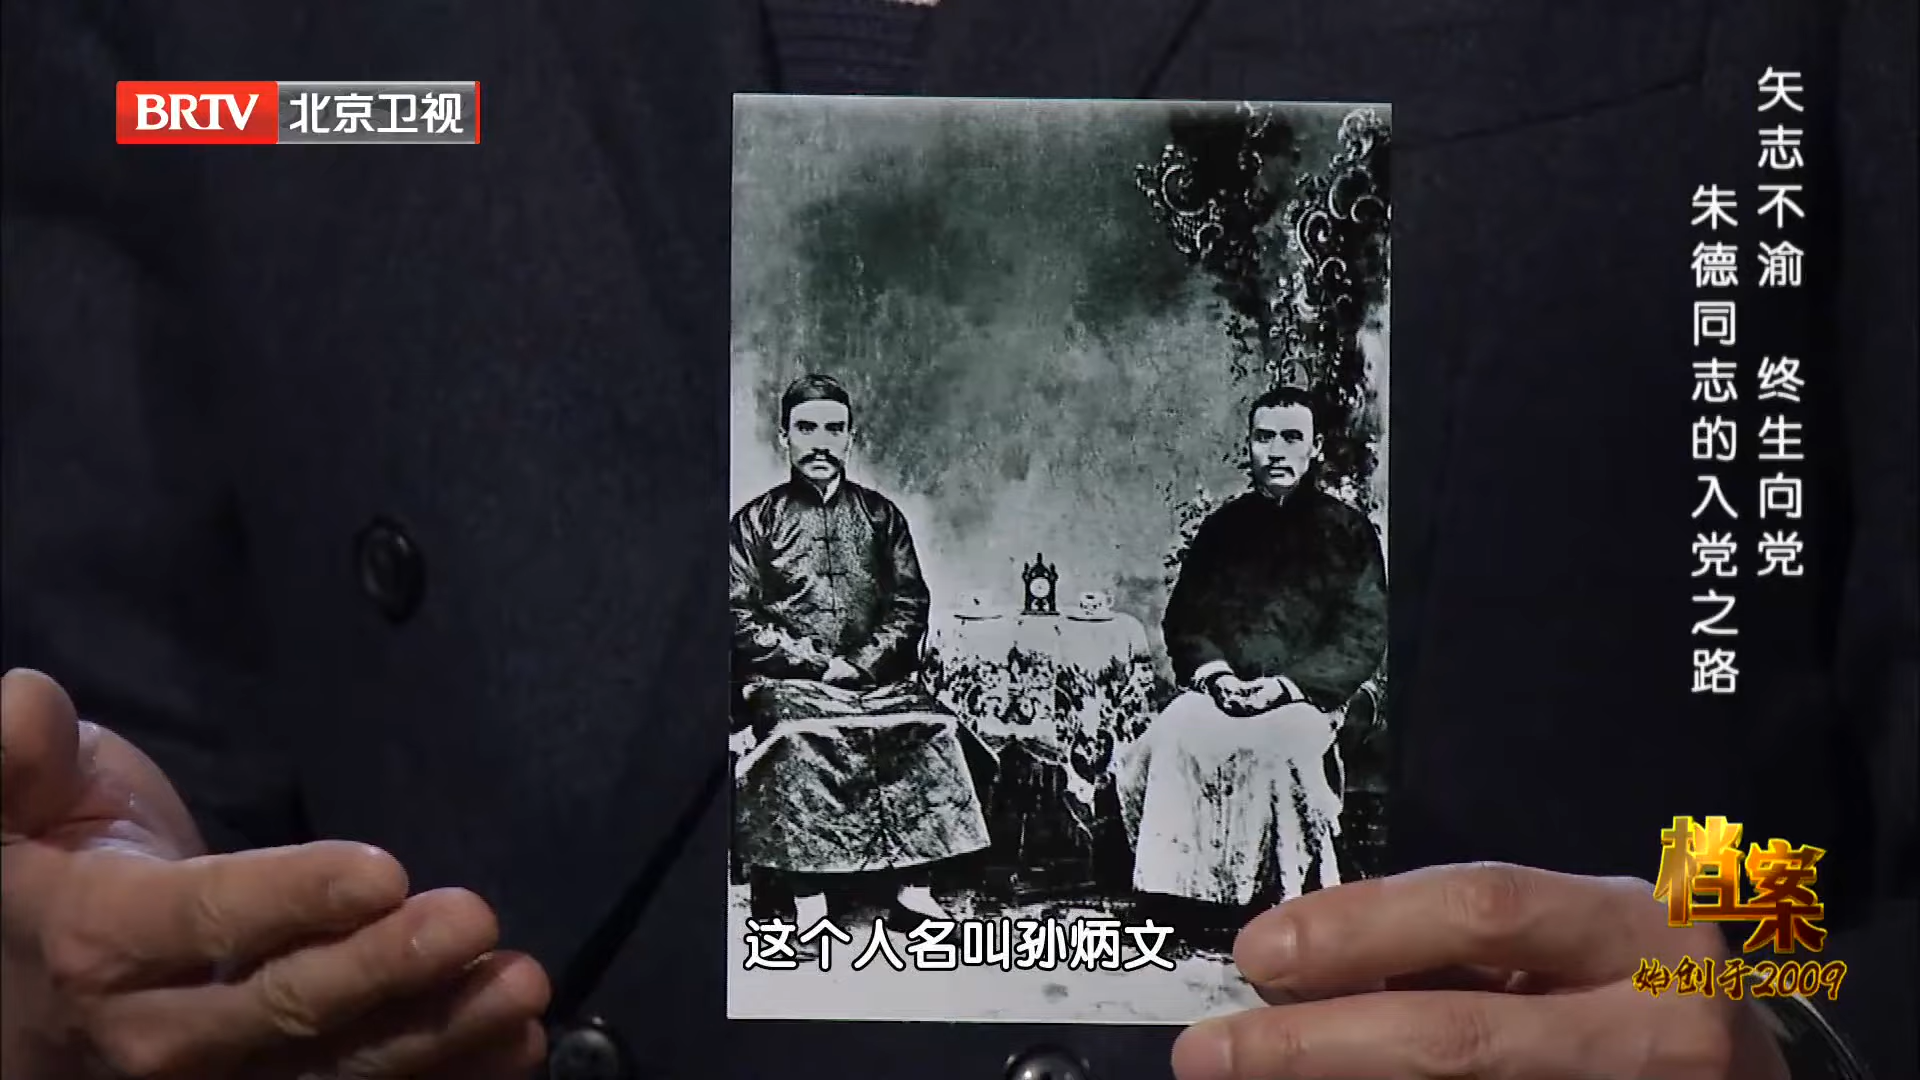 BRTV 北京卫视
矢志不渝 终生向党
朱德同志的入党之路
这个人名叫孙炳文
档案
始创于2009